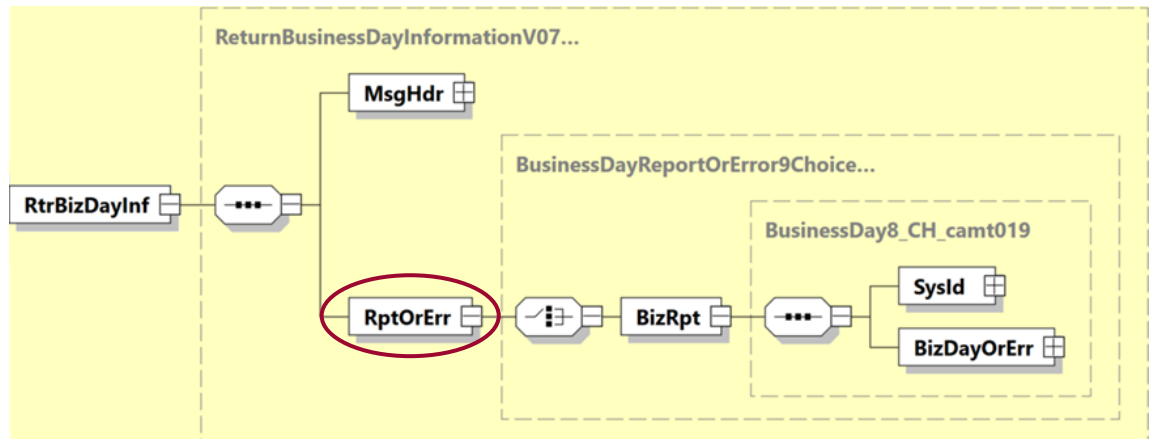 ReturnBusinessDayInformationV07...
MsgHdr
BusinessDayReportOrError9Choice...
RtrBizDayInf
BusinessDay8_CH_camt019
SysId
RptOrErr
BizRpt
BizDayOrErr